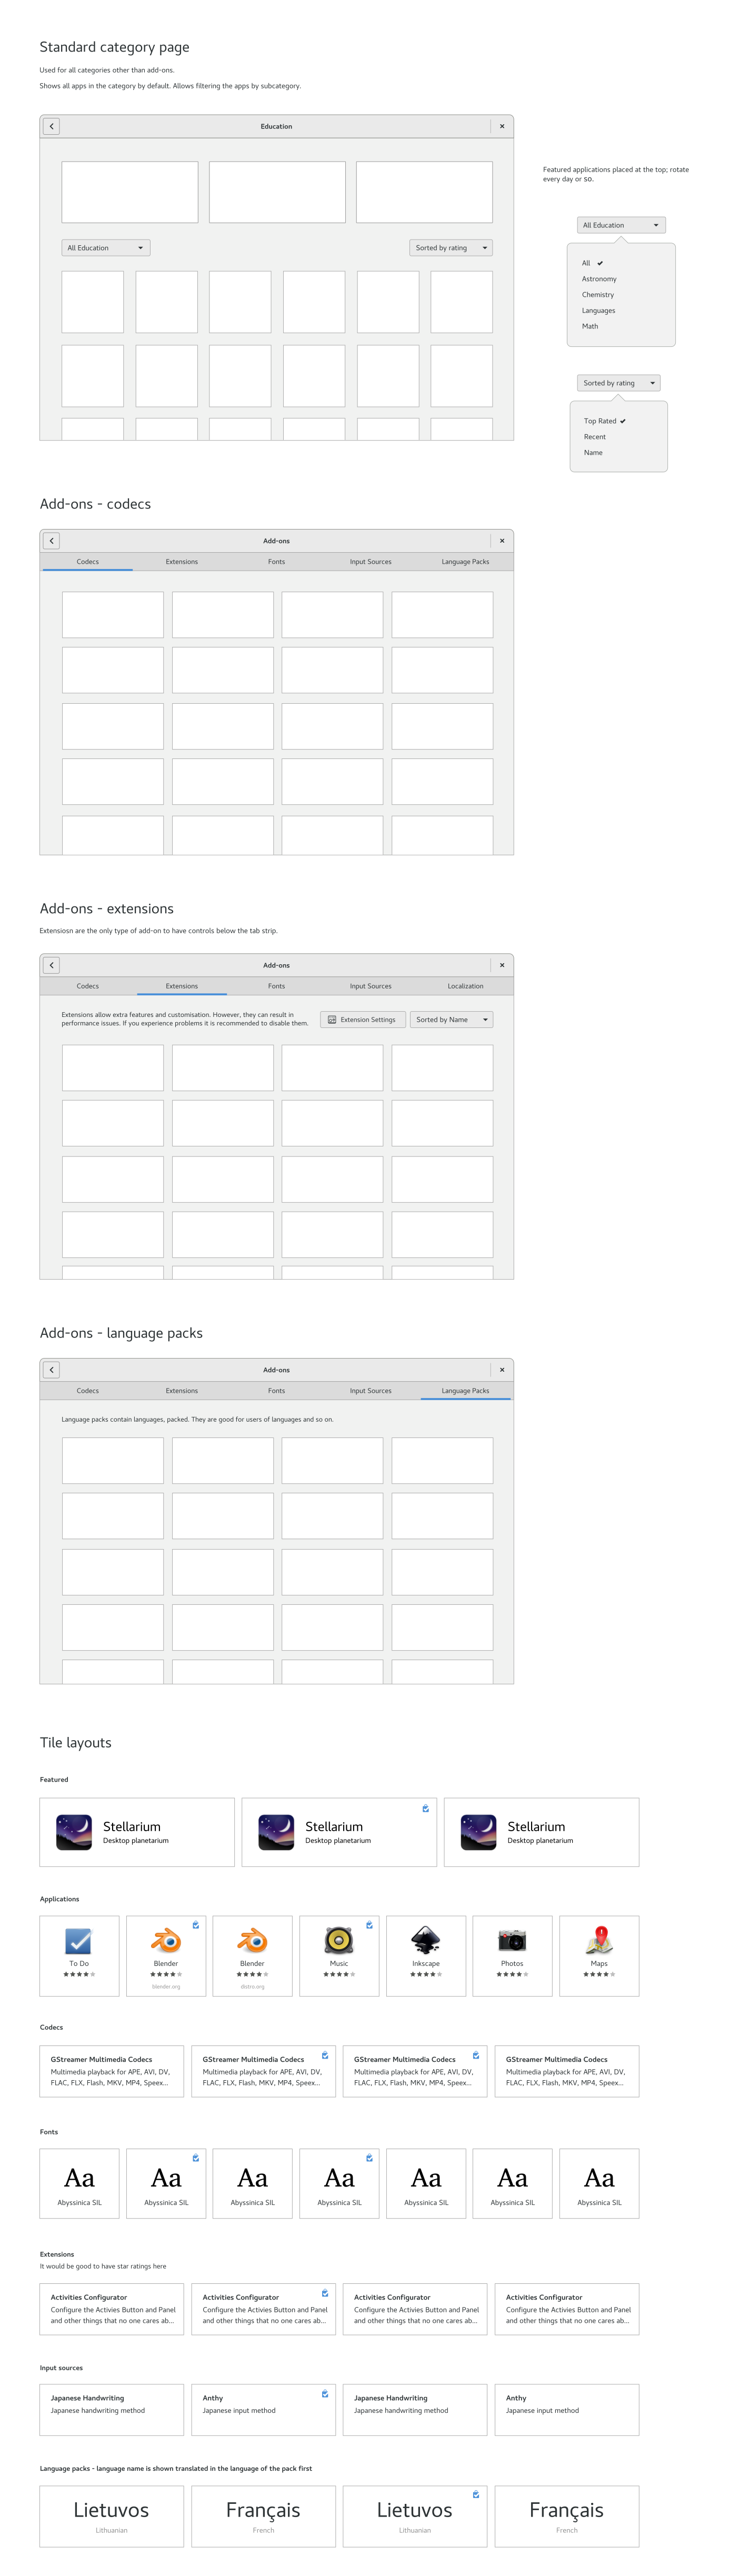 Standard category page
Used for all categories other than add-ons.
Shows all apps in the category by default. Allows filtering the apps by subcategory.
Education
All Education
Sorted by rating
Featured applications placed at the top; rotate
every day or so.
All Education
All
Astronomy
Chemistry
Languages
Math
Sorted by rating
Top Rated
Recent
Name
Add-ons - codecs
Add-ons
Codecs Extensions Fonts Input Sources Language Packs
Add-ons - extensions
Extensiosn are the only type of add-on to have controls below the tab strip.
Add-ons
Codecs Extensions Fonts Input Sources Localization
Extensions allow extra features and customisation. However, they can result in
performance issues. If you experience problems it is recommended to disable them.
Extension Settings
Sorted by Name
Add-ons - language packs
Add-ons
Codecs Extensions Fonts Input Sources Language Packs
Language packs contain languages, packed. They are good for users of languages and so on.
Tile layouts
Featured
Stellarium Stellarium Stellarium
Desktop planetarium Desktop planetarium Desktop planetarium
Applications
To Do Blender Blender Music Inkscape Photos Maps
blender.org distro.org
Codecs
GStreamer Multimedia Codecs GStreamer Multimedia Codecs GStreamer Multimedia Codecs GStreamer Multimedia Codecs
Multimedia playback for APE, AVI, DV, Multimedia playback for APE, AVI, DV, Multimedia playback for APE, AVI, DV, Multimedia playback for APE, AVI, DV,
FLAC, FLX, Flash, MKV, MP4, Speex... FLAC, FLX, Flash, MKV, MP4, Speex... FLAC, FLX, Flash, MKV, MP4, Speex... FLAC, FLX, Flash, MKV, MP4, Speex...
Fonts
Aa Aa Aa Aa Aa Aa Aa
Abyssinica SIL Abyssinica SIL Abyssinica SIL Abyssinica SIL Abyssinica SIL Abyssinica SIL Abyssinica SIL
Extensions
It would be good to have star ratings here
Activities Configurator Activities Configurator Activities Configurator Activities Configurator
Configure the Activies Button and Panel Configure the Activies Button and Panel Configure the Activies Button and Panel Configure the Activies Button and Panel
and other things that no one cares ab... and other things that no one cares ab... and other things that no one cares ab... and other things that no one cares ab...
Input sources
Japanese Handwriting Anthy Japanese Handwriting Anthy
Japanese handwriting method Japanese input method Japanese handwriting method Japanese input method
Language packs - language name is shown translated in the language of the pack first
Lietuvos Français Lietuvos Français
Lithuanian French Lithuanian French